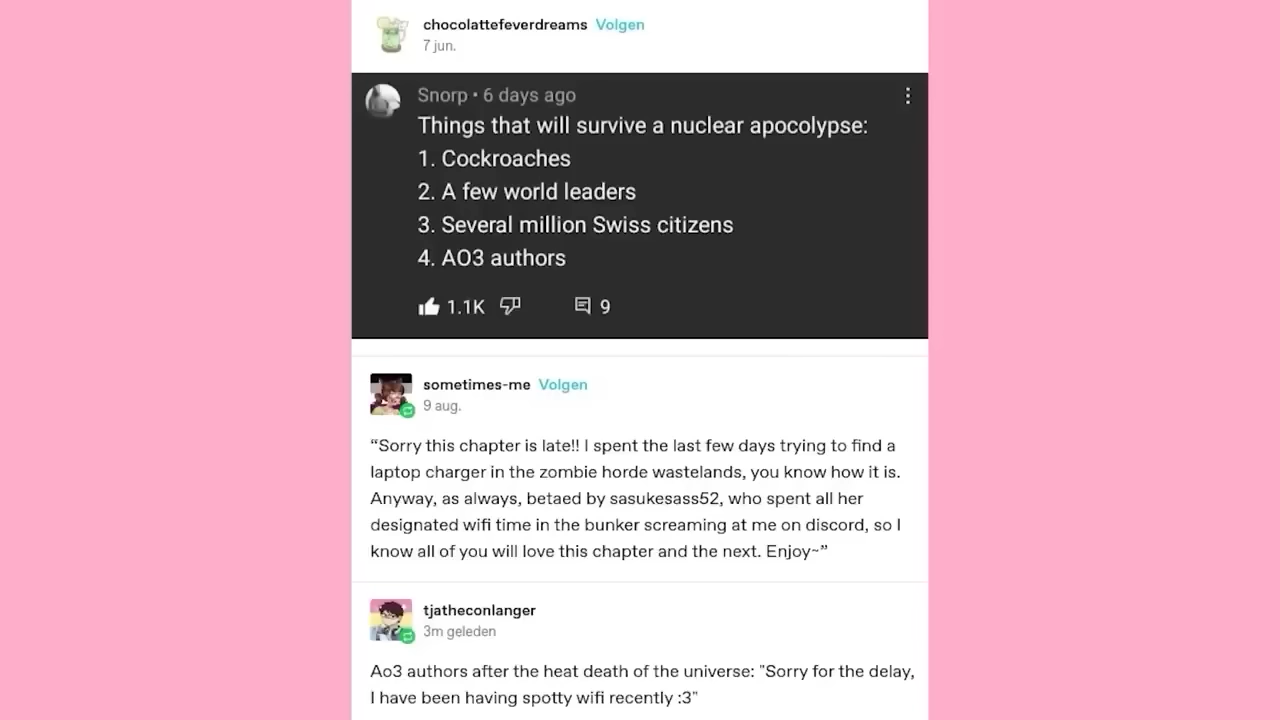 chocolattefeverdreams Volgen
7 jun.
Snorp • 6 days ago
Things that will survive a nuclear apocolypse:
1. Cockroaches
2. A few world leaders
3. Several million Swiss citizens
4. AO3 authors
1.1K 9
sometimes-me Volgen
9 aug.
“Sorry this chapter is late!! I spent the last few days trying to find a
laptop charger in the zombie horde wastelands, you know how it is.
Anyway, as always, betaed by sasukesass52, who spent all her
designated wifi time in the bunker screaming at me on discord, so I
know all of you will love this chapter and the next. Enjoy~”
tjatheconlanger
3m geleden
Ao3 authors after the heat death of the universe: "Sorry for the delay,
I have been having spotty wifi recently :3"